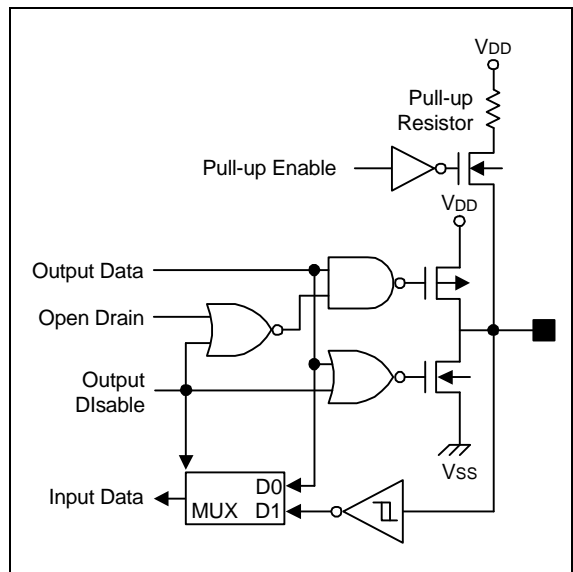 VDD
Pull-up
Resistor
Pull-up Enable
VDD
Output Data
Open Drain
Output
DIsable
VSS
Input Data
D0
MUX D1